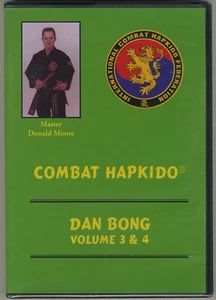 INTERNATIONAL COMBAT HAPKIDO FEDERATION
Master
Donald Moore
COMBAT HAPKIDO®
DAN BONG
VOLUME 3 & 4